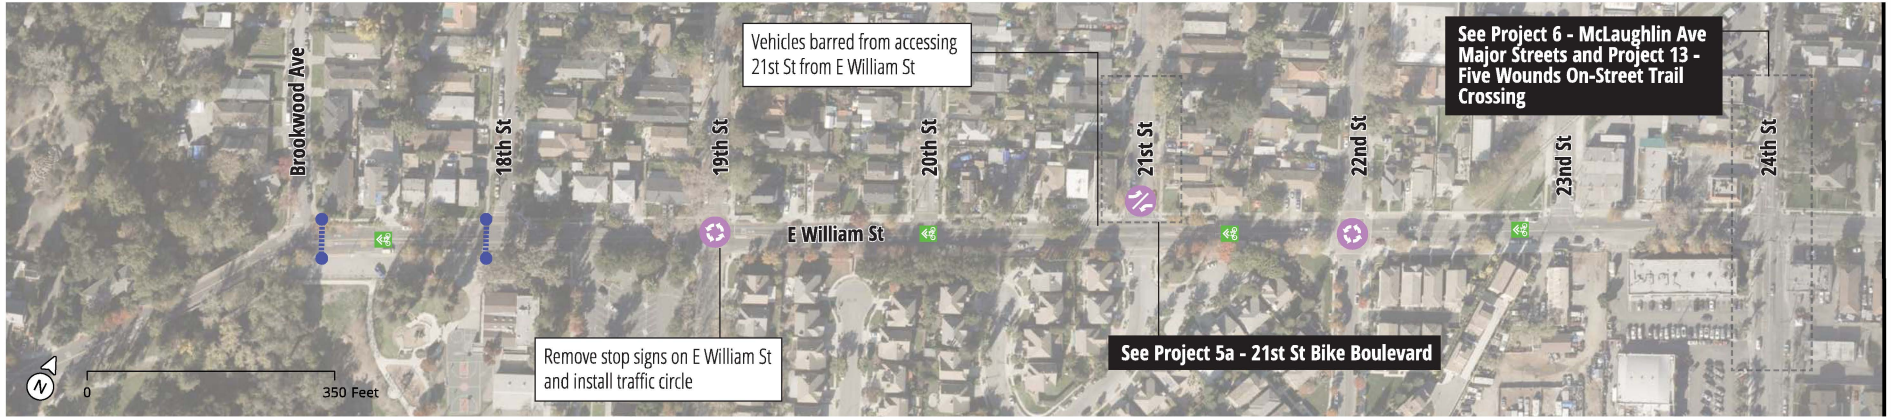 Brookwood Ave
18th St
19th St
Vehicles barred from accessing
21st St from E William St
20th St
21st St
22nd St
See Project 6 - McLaughlin Ave
Major Streets and Project 13 -
Five Wounds On-Street Trail
Crossing
23nd St
24th St
E William St
Remove stop signs on E William St
and install traffic circle
See Project 5a - 21st St Bike Boulevard
N
0
350 Feet